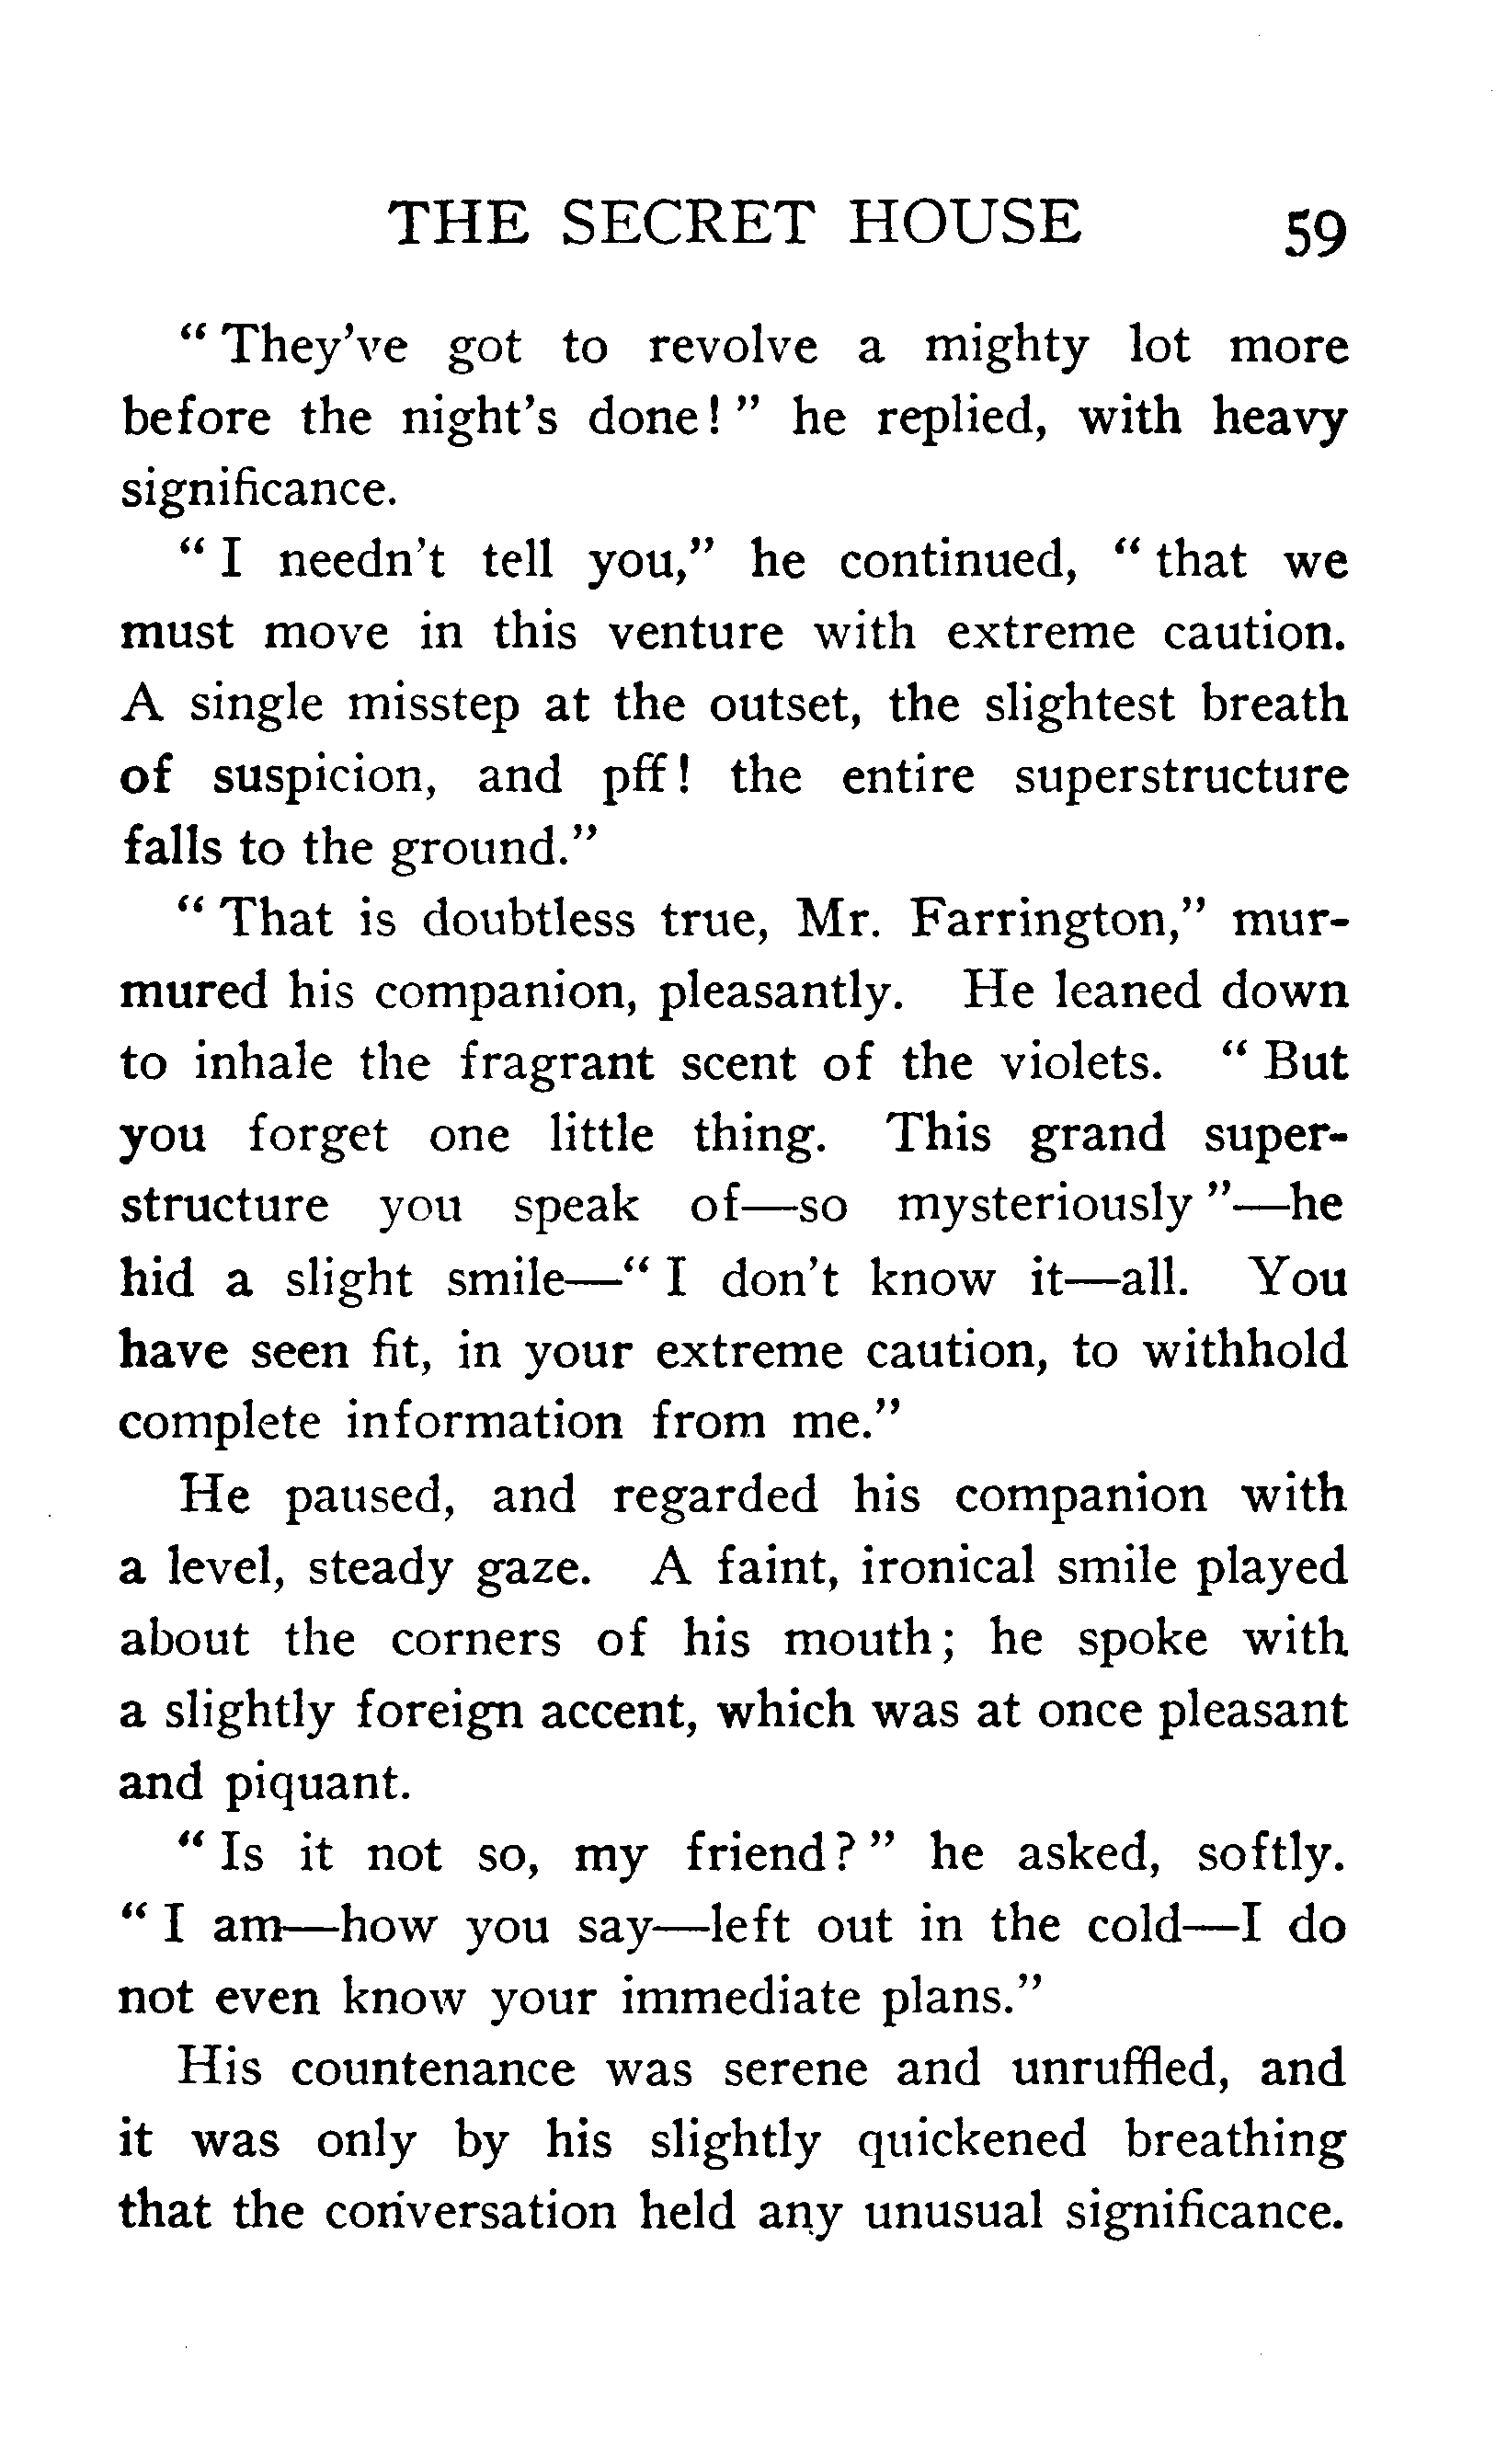 THE SECRET HOUSE 59
" They've got to revolve a mighty lot more
before the night's done! " he replied, with heavy
significance.
" I needn't tell you," he continued, " that we
must move in this venture with extreme caution.
A single misstep at the outset, the slightest breath
of suspicion, and pff! the entire superstructure
falls to the ground."
" That is doubtless true, Mr. Farrington," mur-
mured his companion, pleasantly. He leaned down
to inhale the fragrant scent of the violets. " But
you forget one little thing. This grand super-
structure you speak of—so mysteriously "—he
hid a slight smile—" I don't know it—all. You
have seen fit, in your extreme caution, to withhold
complete information from me."
He paused, and regarded his companion with
a level, steady gaze. A faint, ironical smile played
about the corners of his mouth; he spoke with
a slightly foreign accent, which was at once pleasant
and piquant.
" Is it not so, my friend? " he asked, softly.
" I am—how you say—left out in the cold—I do
not even know your immediate plans."
His countenance was serene and unruffled, and
it was only by his slightly quickened breathing
that the conversation held any unusual significance.